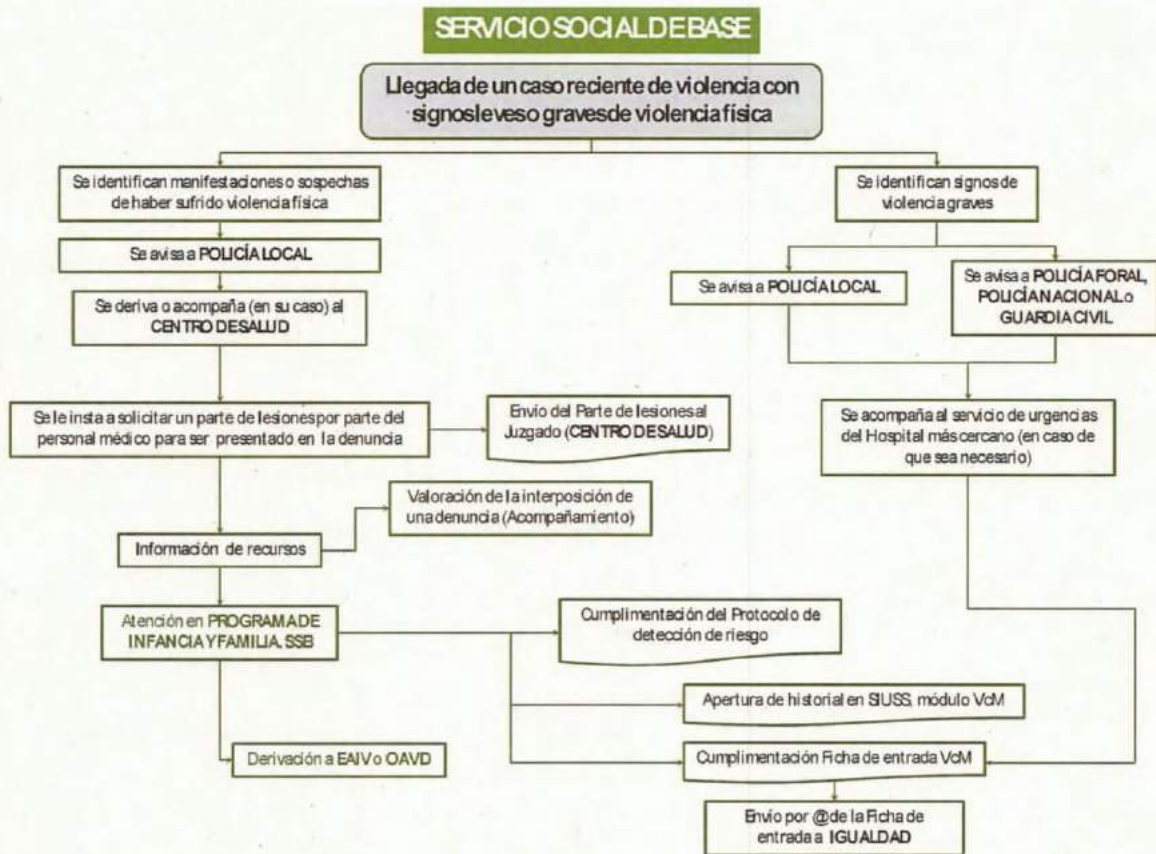 SERVICIO SOCIAL DE BASE
Llegada de un caso reciente de violencia con
signos leves o graves de violencia física
Se identifican manifestaciones o sospechas
de haber sufrido violencia física
Se identifican signos de
violencia graves
Se avisa a POLICÍA LOCAL
Se avisa a POLICÍA LOCAL
Se avisa a POLICÍA FORAL,
POLICÍA NACIONAL o
GUARDIA CIVIL
Se deriva o acompaña (en su caso) al
CENTRO DE SALUD
Se le insta a solicitar un parte de lesiones por parte del
personal médico para ser presentado en la denuncia
Envío del Parte de lesiones al
Juzgado (CENTRO DE SALUD)
Se acompaña al servicio de urgencias
del Hospital más cercano (en caso de
que sea necesario)
Valoración de la interposición de
una denuncia (Acompañamiento)
Información de recursos
Atención en PROGRAMA DE
INFANCIA Y FAMILIA, SSB
Cumplimentación del Protocolo de
detección de riesgo
Apertura de historial en SIUSS, módulo VcM
Derivación a EAIV o OAVD
Cumplimentación Ficha de entrada VcM
Envío por @ de la Ficha de
entrada a IGUALDAD